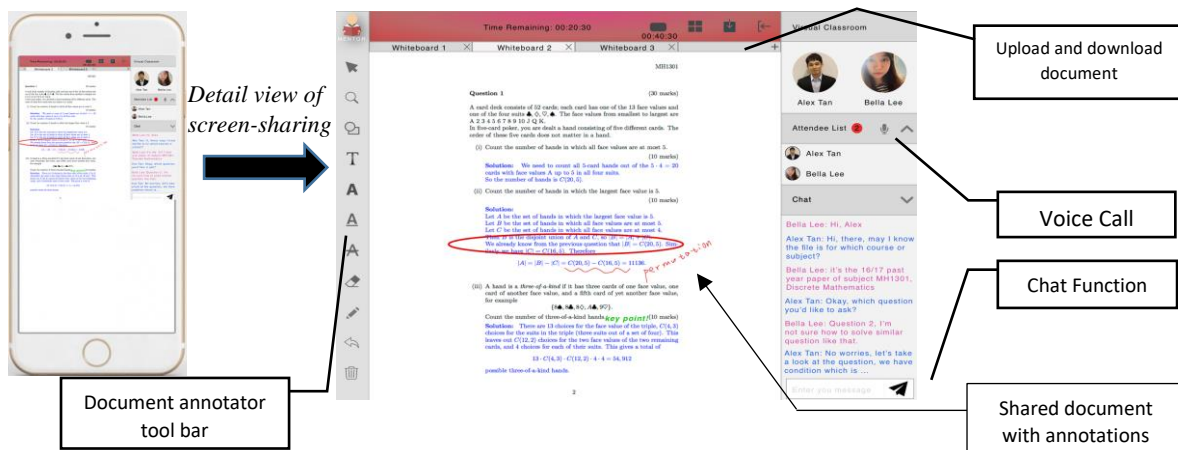 Detail view of
screen-sharing
Document annotator
tool bar
MENTOR
T
A
A
A
Time Remaining: 00:20:30
00:40:30
Whiteboard 1 ×
Whiteboard 2 ×
Whiteboard 3 ×
+
MH1301
Question 1 (30 marks)
A card deck consists of 52 cards; each card has one of the 13 face values and
one of the four suits ♣, ◇, ♡, ♠. The face values from smallest to largest are
A 2 3 4 5 6 7 8 9 10 J Q K.
In five-card poker, you are dealt a hand consisting of five different cards. The
order of these five cards does not matter in a hand.
(i) Count the number of hands in which all face values are at most 5.
(10 marks)
Solution: We need to count all 5-card hands out of the 5 · 4 = 20
cards with face values A up to 5 in all four suits.
So the number of hands is C(20, 5).
(ii) Count the number of hands in which the largest face value is 5.
(10 marks)
Solution:
Let A be the set of hands in which the largest face value is 5.
Let B be the set of hands in which all face values are at most 5.
Let C be the set of hands in which all face values are at most 4.
Then B is the disjoint union of A and C, so |B| = |A| + |C|.
We already know from the previous question that |B| = C(20, 5). Sim-
ilarly, we have |C| = C(16, 5). Therefore
|A| = |B| − |C| = C(20, 5) − C(16, 5) = 11136.
permutation
(iii) A hand is a three-of-a-kind if it has three cards of one face value, one
card of another face value, and a fifth card of yet another face value,
for example
Count the number of three-of-a-kind hands. key point! (10 marks)
Solution: There are 13 choices for the face value of the triple, C(4, 3)
choices for the suits in the triple (three suits out of a set of four). This
leaves out C(12, 2) choices for the two face values of the two remaining
cards, and 4 choices for each of their suits. This gives a total of
13 · C(4, 3) · C(12, 2) · 4 · 4 = 54, 912
possible three-of-a-kind hands.
2
Virtual Classroom
Alex Tan
Bella Lee
Attendee List 2
Alex Tan
Bella Lee
Chat
Bella Lee: Hi, Alex
Alex Tan: Hi, there, may I know
the file is for which course or
subject?
Bella Lee: it's the 16/17 past
year paper of subject MH1301,
Discrete Mathematics
Alex Tan: Okay, which question
you'd like to ask?
Bella Lee: Question 2, I'm
not sure how to solve similar
question like that.
Alex Tan: No worries, let's take
a look at the question, we have
condition which is ...
Enter you message
Upload and download
document
Voice Call
Chat Function
Shared document
with annotations